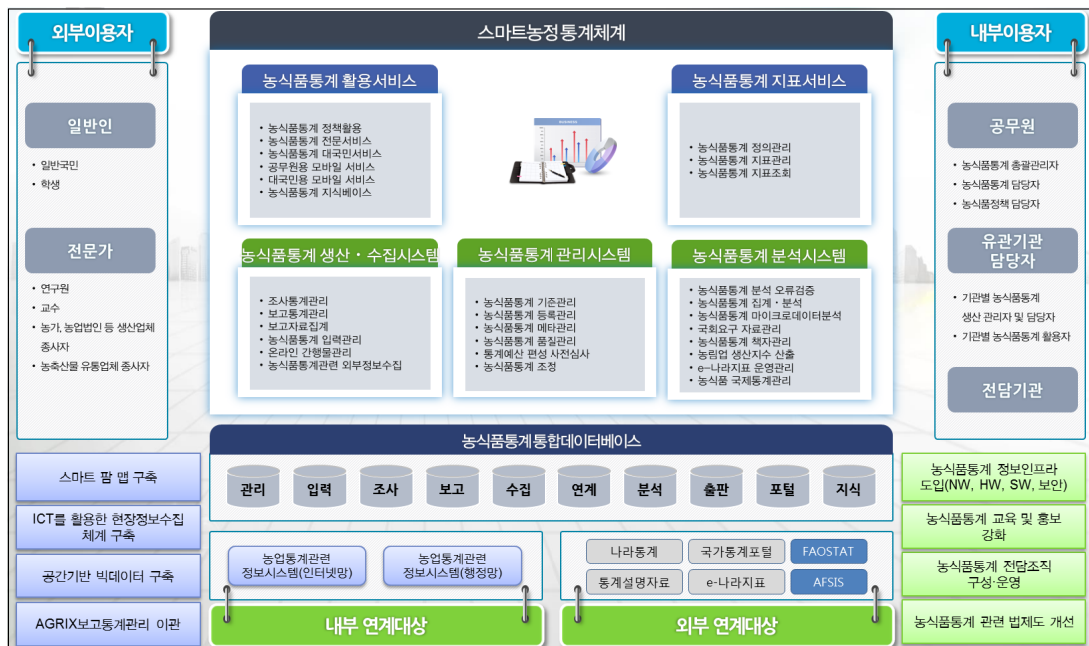 외부이용자
일반인
• 일반국민
• 학생
전문가
• 연구원
• 교수
• 농가, 농업법인 등 생산업체
종사자
• 농축산물 유통업체 종사자
스마트농정통계체계
농식품통계 활용서비스
• 농식품통계 정책활용
• 농식품통계 전문서비스
• 농식품통계 대국민서비스
• 공무원용 모바일 서비스
• 대국민용 모바일 서비스
• 농식품통계 지식베이스
농식품통계 지표서비스
• 농식품통계 정의관리
• 농식품통계 지표관리
• 농식품통계 지표조회
농식품통계 생산・수집시스템
• 조사통계관리
• 보고통계관리
• 보고자료집계
• 농식품통계 입력관리
• 온라인 간행물관리
• 농식품통계관련 외부정보수집
농식품통계 관리시스템
• 농식품통계 기준관리
• 농식품통계 등록관리
• 농식품통계 메타관리
• 농식품통계 품질관리
• 통계예산 편성 사전심사
• 농식품통계 조정
농식품통계 분석시스템
• 농식품통계 분석 오류검증
• 농식품통계 집계・분석
• 농식품통계 마이크로데이터분석
• 국회요구 자료관리
• 농식품통계 책자관리
• 농림업 생산지수 산출
• e-나라지표 운영관리
• 농식품 국제통계관리
내부이용자
공무원
• 농식품통계 총괄관리자
• 농식품통계 담당자
• 농식품정책 담당자
유관기관
담당자
• 기관별 농식품통계
생산 관리자 및 담당자
• 기관별 농식품통계 활용자
전담기관
농식품통계통합데이터베이스
관리 입력 조사 보고 수집 연계 분석 출판 포털 지식
스마트 팜 맵 구축
ICT를 활용한 현장정보수집
체계 구축
공간기반 빅데이터 구축
AGRIX보고통계관리 이관
농업통계관련
정보시스템(인터넷망)
농업통계관련
정보시스템(행정망)
내부 연계대상
나라통계 국가통계포털 FAOSTAT
통계설명자료 e-나라지표 AFSIS
외부 연계대상
농식품통계 정보인프라
도입(NW, HW, SW, 보안)
농식품통계 교육 및 홍보
강화
농식품통계 전담조직
구성·운영
농식품통계 관련 법제도 개선